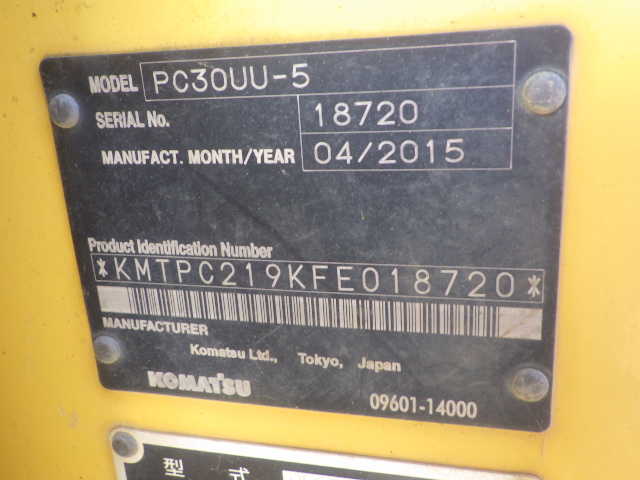 MODEL PC30UU-5
SERIAL No. 18720
MANUFACT. MONTH/YEAR 04/2015
Product Identification Number
*KMTPC219KFE018720*
MANUFACTURER
Komatsu Ltd., Tokyo, Japan
KOMATSU
09601-14000
型式